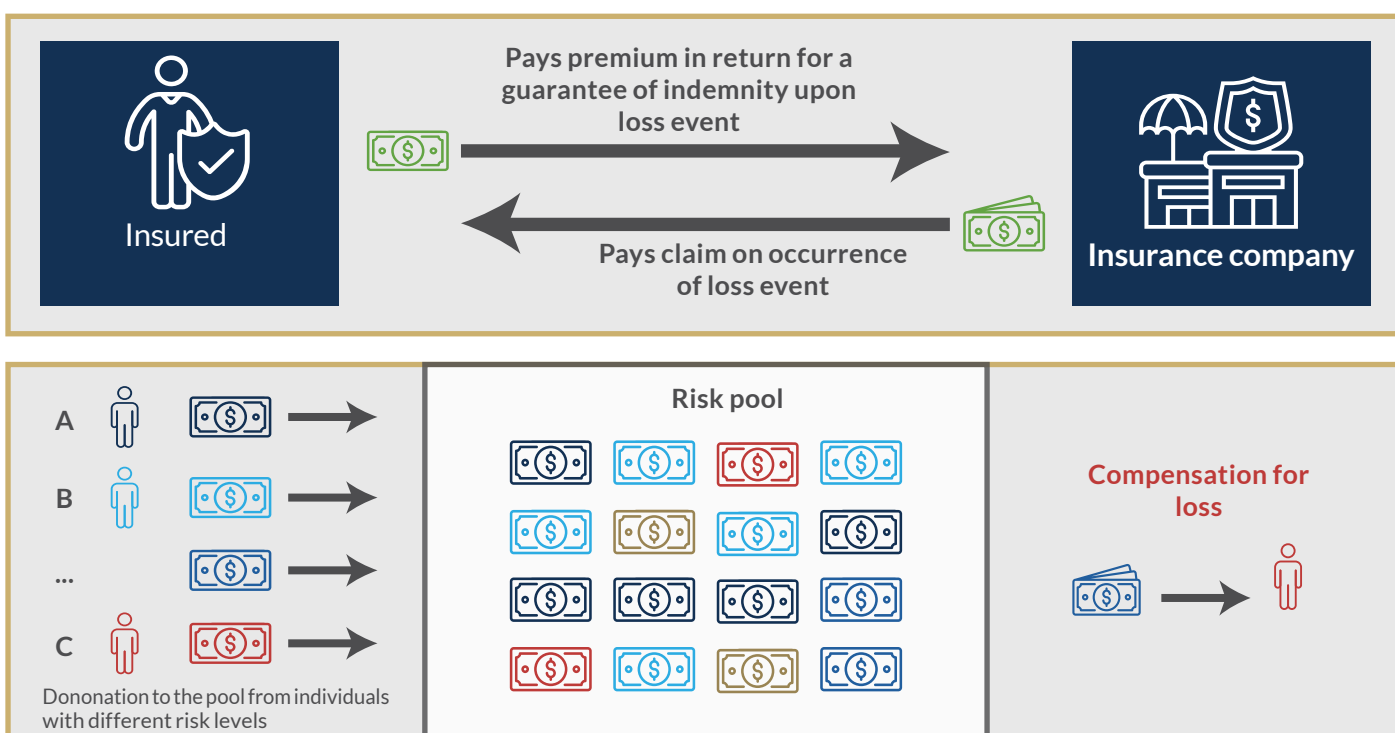 Pays premium in return for a
guarantee of indemnity upon
loss event
Insured
Pays claim on occurrence
of loss event
Insurance company
A
B
...
C
Dononation to the pool from individuals
with different risk levels
Risk pool
Compensation for
loss